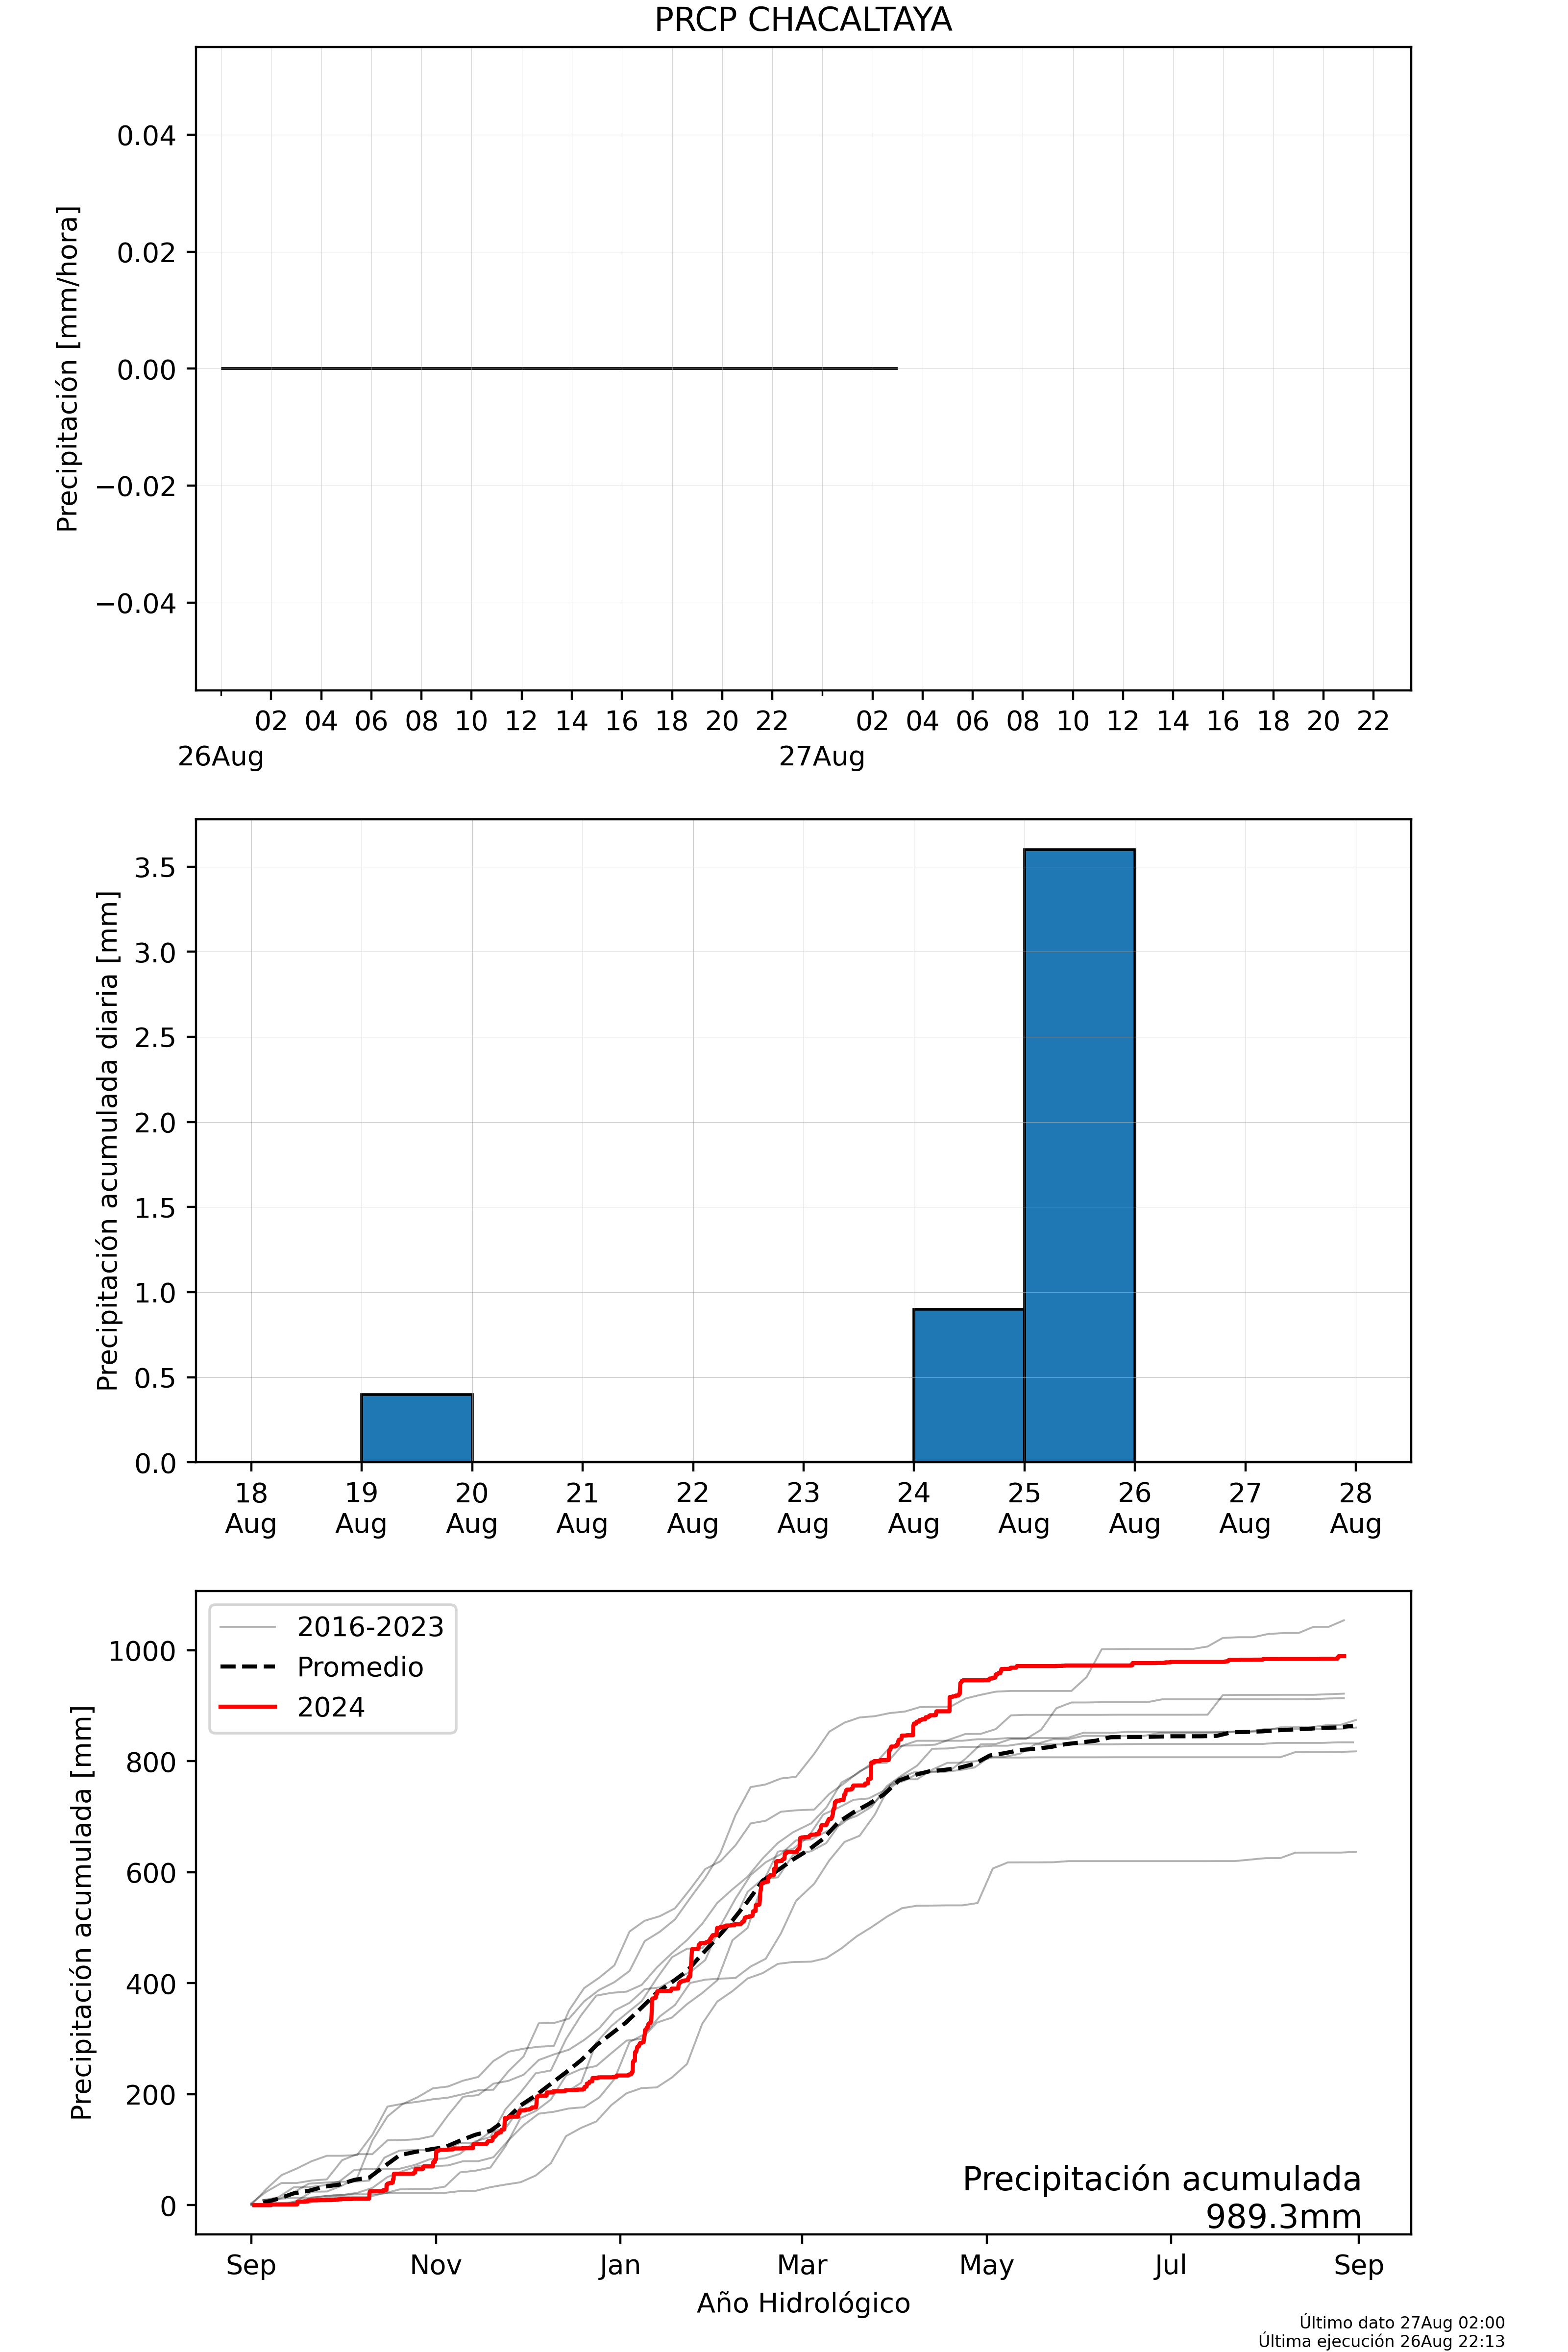 PRCP CHACALTAYA
Precipitación [mm/hora]
0.04
0.02
0.00
−0.02
−0.04
02 04 06 08 10 12 14 16 18 20 22 02 04 06 08 10 12 14 16 18 20 22
26Aug 27Aug
Precipitación acumulada diaria [mm]
3.5
3.0
2.5
2.0
1.5
1.0
0.5
0.0
18 19 20 21 22 23 24 25 26 27 28
Aug Aug Aug Aug Aug Aug Aug Aug Aug Aug Aug
Precipitación acumulada [mm]
1000
800
600
400
200
0
2016-2023
Promedio
2024
Precipitación acumulada
989.3mm
Sep Nov Jan Mar May Jul Sep
Año Hidrológico
Último dato 27Aug 02:00
Última ejecución 26Aug 22:13